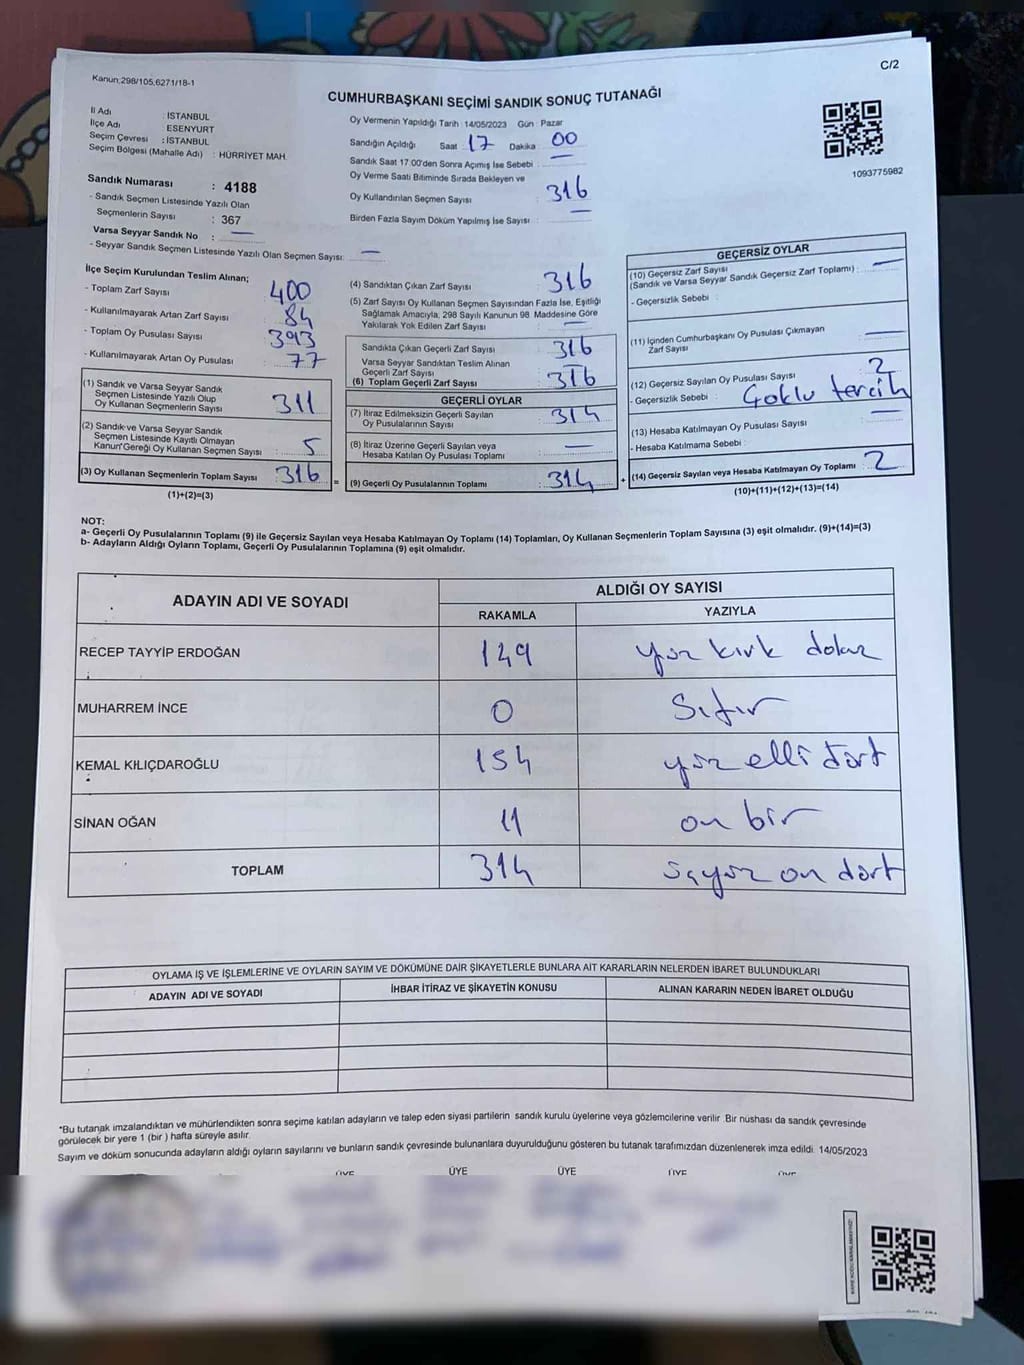 C/2
Kanun;298/105,6271/18-1
CUMHURBAŞKANI SEÇİMİ SANDIK SONUÇ TUTANAĞI
İl Adı : İSTANBUL
İlçe Adı : ESENYURT
Seçim Çevresi : İSTANBUL
Seçim Bölgesi (Mahalle Adı) : HÜRRİYET MAH.
Sandık Numarası : 4188
- Sandık Seçmen Listesinde Yazılı Olan
Seçmenlerin Sayısı : 367
Varsa Seyyar Sandık No : —
- Seyyar Sandık Seçmen Listesinde Yazılı Olan Seçmen Sayısı: —
Oy Vermenin Yapıldığı Tarih :14/05/2023 Gün : Pazar
Sandığın Açıldığı Saat 17 Dakika 00
Sandık Saat 17:00'den Sonra Açımış İse Sebebi : —
Oy Verme Saati Bitiminde Sırada Bekleyen ve
Oy Kullandırılan Seçmen Sayısı : 316
Birden Fazla Sayım Döküm Yapılmış İse Sayısı : —
1093775982
İlçe Seçim Kurulundan Teslim Alınan;
- Toplam Zarf Sayısı : 400
- Kullanılmayarak Artan Zarf Sayısı : 84
- Toplam Oy Pusulası Sayısı : 393
- Kullanılmayarak Artan Oy Pusulası : 77
(1) Sandık ve Varsa Seyyar Sandık
Seçmen Listesinde Yazılı Olup
Oy Kullanan Seçmenlerin Sayısı : 311
(2) Sandık ve Varsa Seyyar Sandık
Seçmen Listesinde Kayıtlı Olmayan
Kanun Gereği Oy Kullanan Seçmen Sayısı : 5
(3) Oy Kullanan Seçmenlerin Toplam Sayısı : 316
(1)+(2)=(3)
=
(4) Sandıktan Çıkan Zarf Sayısı : 316
(5) Zarf Sayısı Oy Kullanan Seçmen Sayısından Fazla İse, Eşitliği
Sağlamak Amacıyla, 298 Sayılı Kanunun 98. Maddesine Göre
Yakılarak Yok Edilen Zarf Sayısı : —
Sandıkta Çıkan Geçerli Zarf Sayısı : 316
Varsa Seyyar Sandıktan Teslim Alınan
Geçerli Zarf Sayısı : —
(6) Toplam Geçerli Zarf Sayısı : 316
GEÇERLİ OYLAR
(7) İtiraz Edilmeksizin Geçerli Sayılan
Oy Pusulasının Sayısı : 314
(8) İtiraz Üzerine Geçerli Sayılan veya
Hesaba Katılan Oy Pusulası Toplamı : —
(9) Geçerli Oy Pusulalarının Toplamı : 314
+
GEÇERSİZ OYLAR
(10) Geçersiz Zarf Sayısı
(Sandık ve Varsa Seyyar Sandık Geçersiz Zarf Toplamı) : —
- Geçersizlik Sebebi :
(11) İçinden Cumhurbaşkanı Oy Pusulası Çıkmayan
Zarf Sayısı : —
(12) Geçersiz Sayılan Oy Pusulası Sayısı : 2
- Geçersizlik Sebebi : Çoklu tercih
(13) Hesaba Katılmayan Oy Pusulası Sayısı : —
- Hesaba Katılmama Sebebi :
(14) Geçersiz Sayılan veya Hesaba Katılmayan Oy Toplamı : 2
(10)+(11)+(12)+(13)=(14)
NOT:
a- Geçerli Oy Pusulalarının Toplamı (9) ile Geçersiz Sayılan veya Hesaba Katılmayan Oy Toplamı (14) Toplamları, Oy Kullanan Seçmenlerin Toplam Sayısına (3) eşit olmalıdır. (9)+(14)=(3)
b- Adayların Aldığı Oyların Toplamı, Geçerli Oy Pusulalarının Toplamına (9) eşit olmalıdır.
ADAYIN ADI VE SOYADI ALDIĞI OY SAYISI
RAKAMLA YAZIYLA
RECEP TAYYİP ERDOĞAN 149 yüz kırk dokuz
MUHARREM İNCE 0 Sıfır
KEMAL KILIÇDAROĞLU 154 yüz elli dört
SİNAN OĞAN 11 on bir
TOPLAM 314 üçyüz on dört
OYLAMA İŞ VE İŞLEMLERİNE VE OYLARIN SAYIM VE DÖKÜMÜNE DAİR ŞİKAYETLERLE BUNLARA AİT KARARLARIN NELERDEN İBARET BULUNDUKLARI
ADAYIN ADI VE SOYADI İHBAR İTİRAZ VE ŞİKAYETİN KONUSU ALINAN KARARIN NEDEN İBARET OLDUĞU
*Bu tutanak imzalandıktan ve mühürlendikten sonra seçime katılan adayların ve talep eden siyasi partilerin sandık kurulu üyelerine veya gözlemcilerine verilir. Bir nüshası da sandık çevresinde
görülecek bir yere 1 (bir ) hafta süreyle asılır.
Sayım ve döküm sonucunda adayların aldığı oyların sayılarını ve bunların sandık çevresinde bulunanlara duyurulduğunu gösteren bu tutanak tarafımızdan düzenlenerek imza edildi. 14/05/2023
ÜYE ÜYE ÜYE ÜYE